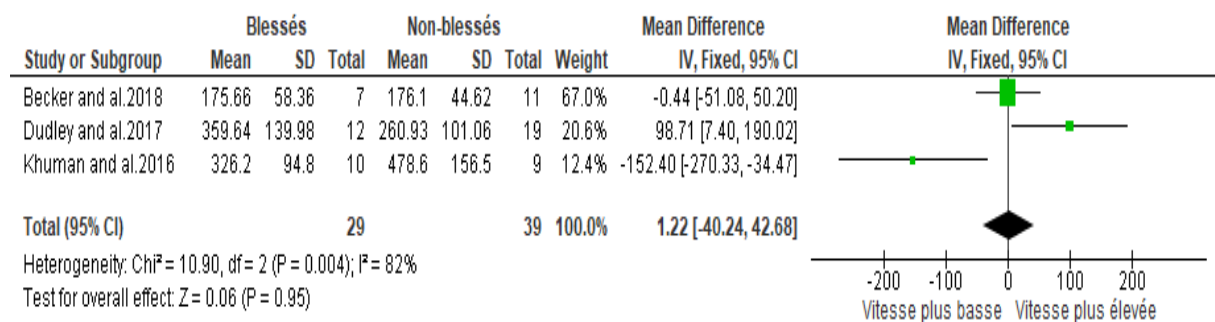 Blessés Non-blessés Mean Difference Mean Difference
Study or Subgroup Mean SD Total Mean SD Total Weight IV, Fixed, 95% CI IV, Fixed, 95% CI
Becker and al.2018 175.66 58.36 7 176.1 44.62 11 67.0% -0.44 [-51.08, 50.20]
Dudley and al.2017 359.64 139.98 12 260.93 101.06 19 20.6% 98.71 [7.40, 190.02]
Khuman and al.2016 326.2 94.8 10 478.6 156.5 9 12.4% -152.40 [-270.33, -34.47]
Total (95% CI) 29 39 100.0% 1.22 [-40.24, 42.68]
Heterogeneity: Chi² = 10.90, df = 2 (P = 0.004); I² = 82%
Test for overall effect: Z = 0.06 (P = 0.95)
-200 -100 0 100 200
Vitesse plus basse Vitesse plus élevée